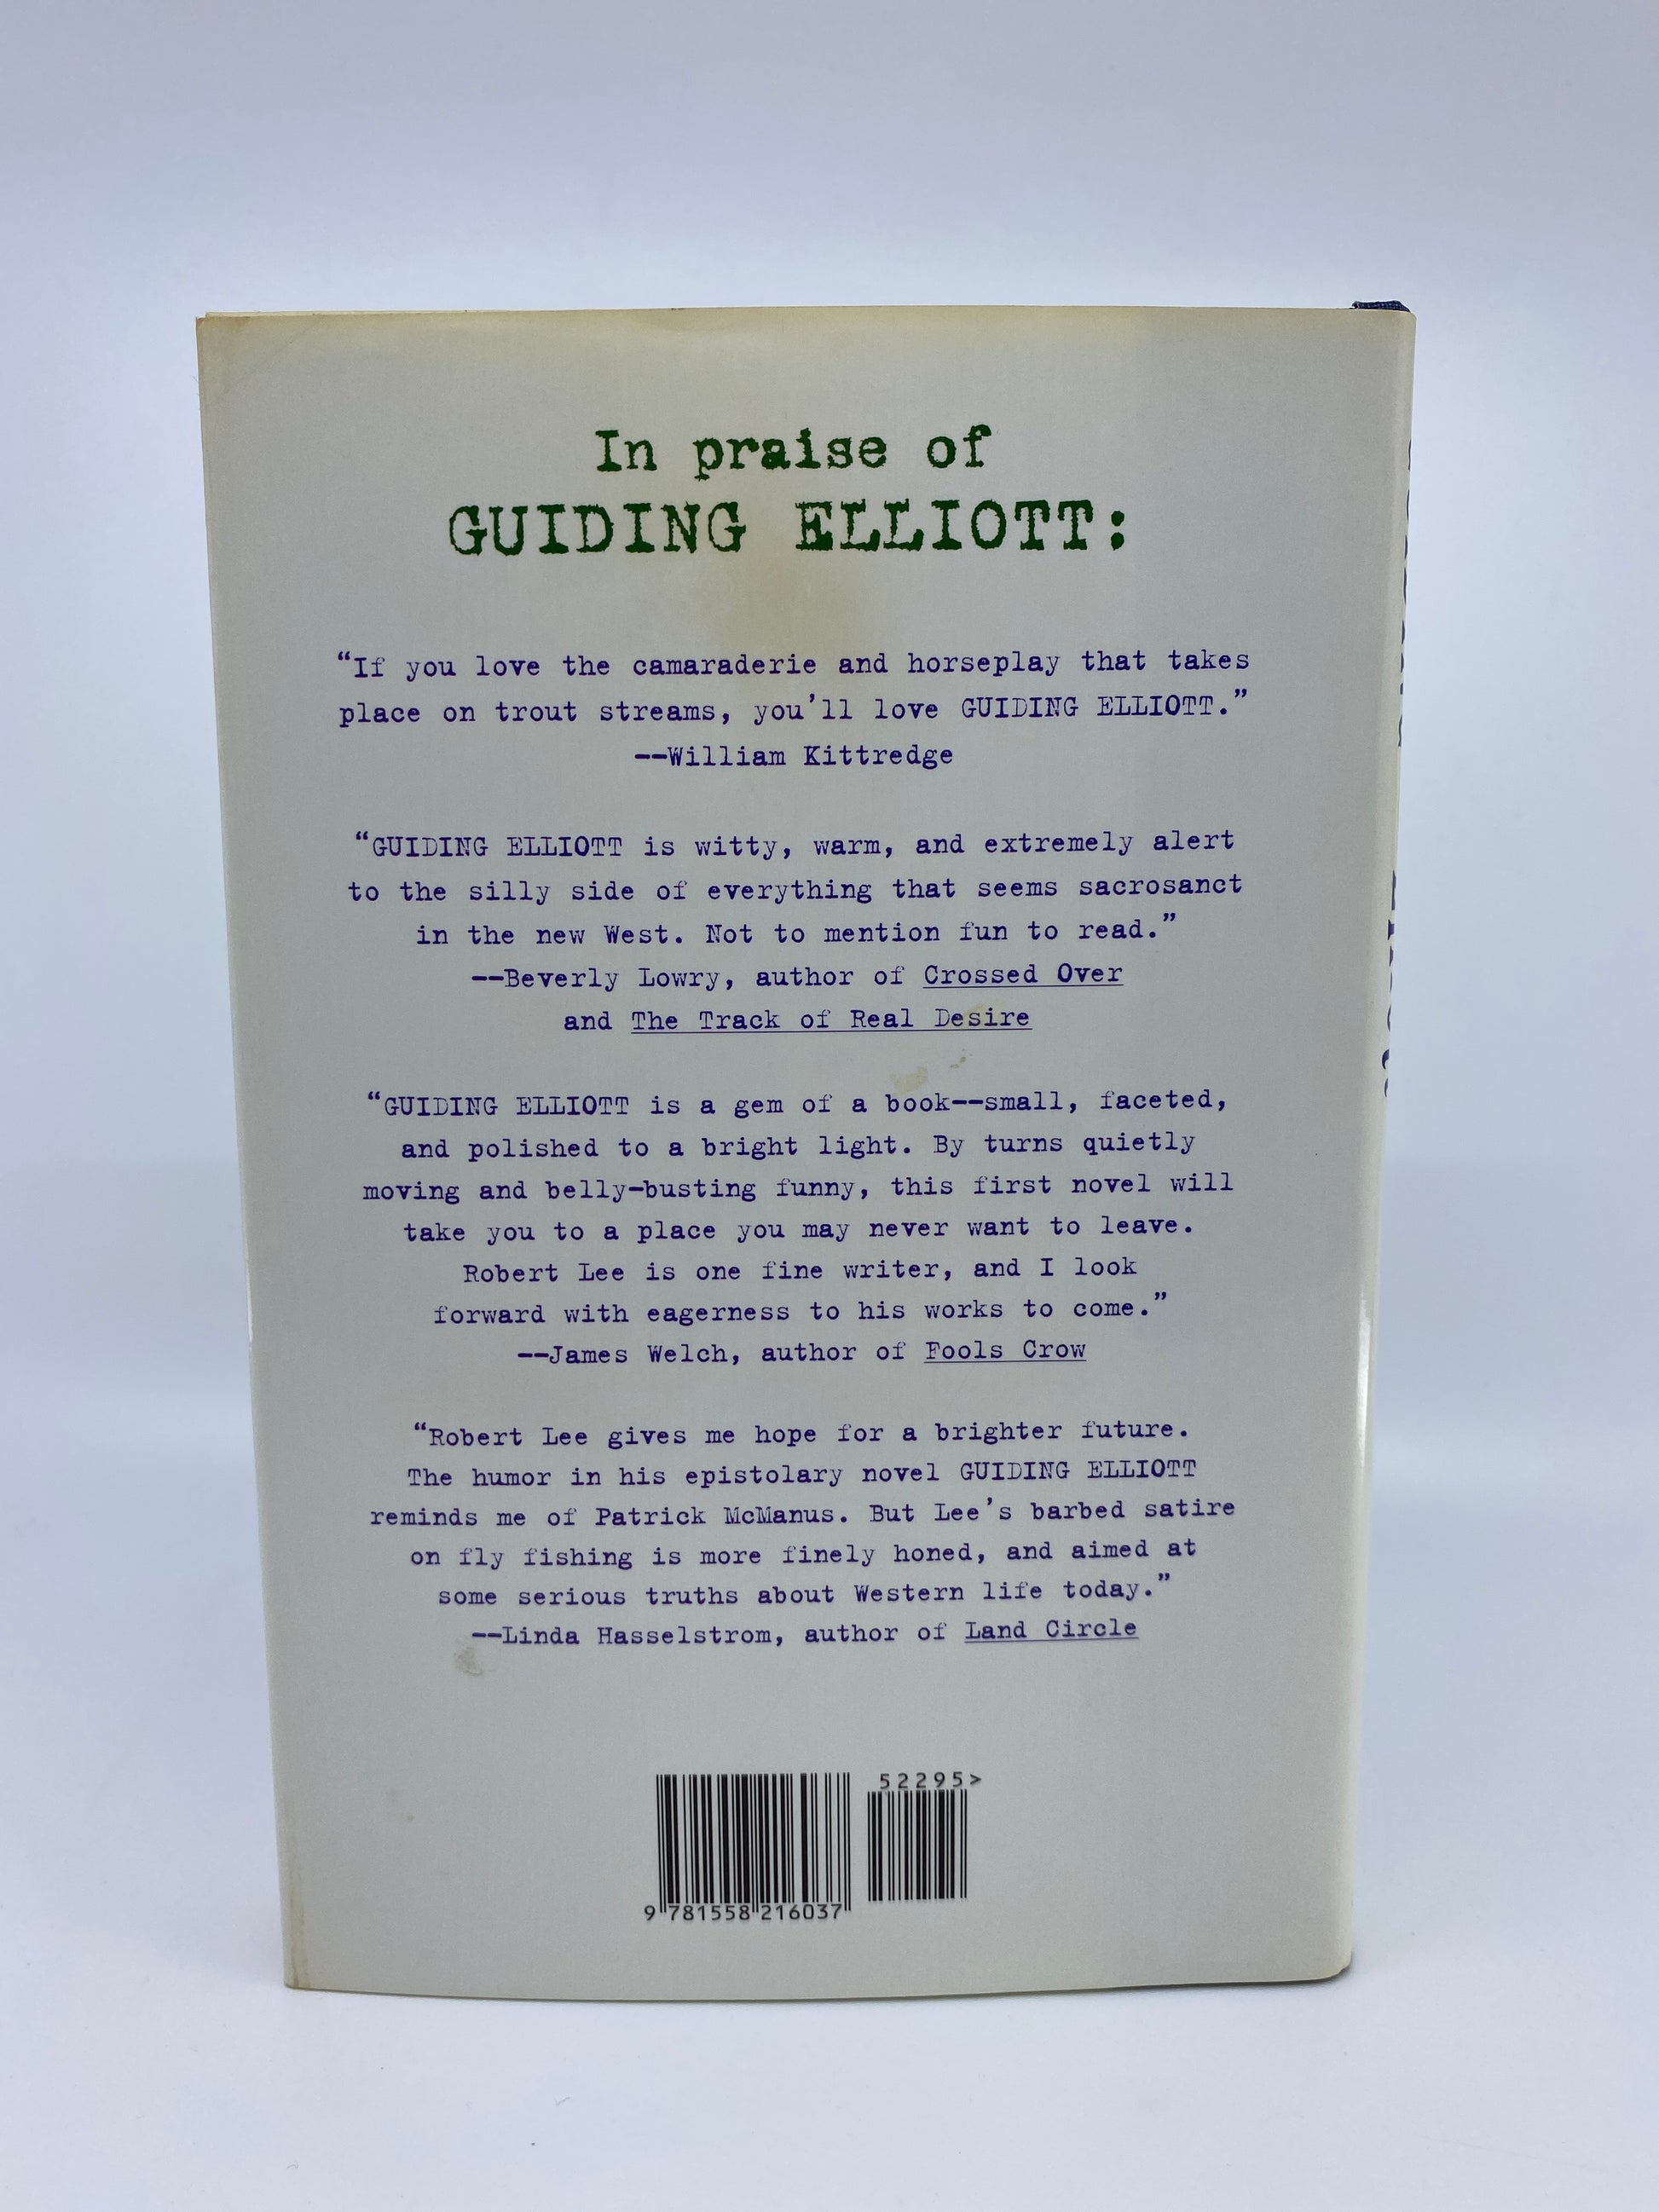 In praise of
GUIDING ELLIOTT:
“If you love the camaraderie and horseplay that takes
place on trout streams, you'll love GUIDING ELLIOTT.”
--William Kittredge
“GUIDING ELLIOTT is witty, warm, and extremely alert
to the silly side of everything that seems sacrosanct
in the new West. Not to mention fun to read.”
--Beverly Lowry, author of Crossed Over
and The Track of Real Desire
“GUIDING ELLIOTT is a gem of a book--small, faceted,
and polished to a bright light. By turns quietly
moving and belly-busting funny, this first novel will
take you to a place you may never want to leave.
Robert Lee is one fine writer, and I look
forward with eagerness to his works to come.”
--James Welch, author of Fools Crow
“Robert Lee gives me hope for a brighter future.
The humor in his epistolary novel GUIDING ELLIOTT
reminds me of Patrick McManus. But Lee's barbed satire
on fly fishing is more finely honed, and aimed at
some serious truths about Western life today.”
--Linda Hasselstrom, author of Land Circle
52295>
9 781558 216037